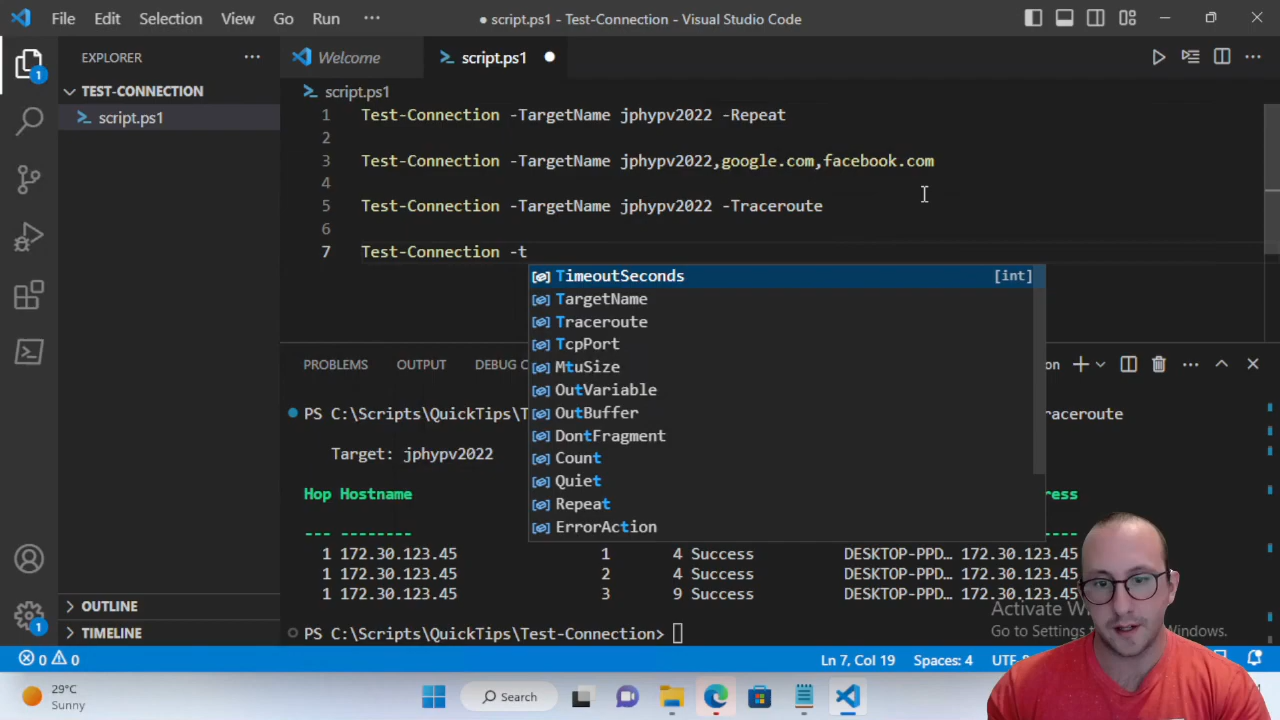 File Edit Selection View Go Run ··· ● script.ps1 - Test-Connection - Visual Studio Code
EXPLORER ···
Welcome
script.ps1
TEST-CONNECTION
script.ps1
script.ps1
1 Test-Connection -TargetName jphypv2022 -Repeat
2
3 Test-Connection -TargetName jphypv2022,google.com,facebook.com
4
5 Test-Connection -TargetName jphypv2022 -Traceroute
6
7 Test-Connection -t
TimeoutSeconds [int]
TargetName
Traceroute
TcpPort
MtuSize
OutVariable
OutBuffer
DontFragment
Count
Quiet
Repeat
ErrorAction
PROBLEMS OUTPUT DEBUG C on
PS C:\Scripts\QuickTips\T raceroute
Target: jphypv2022
Hop Hostname ress
--- -------- ----
1 172.30.123.45 1 4 Success DESKTOP-PPD… 172.30.123.45
1 172.30.123.45 2 4 Success DESKTOP-PPD… 172.30.123.45
1 172.30.123.45 3 9 Success DESKTOP-PPD… 172.30.123.45
PS C:\Scripts\QuickTips\Test-Connection>
OUTLINE
TIMELINE
1
1
Activate W
Go to Settings t Windows.
0 0 Ln 7, Col 19 Spaces: 4 UTF-8
29°C
Sunny
Search